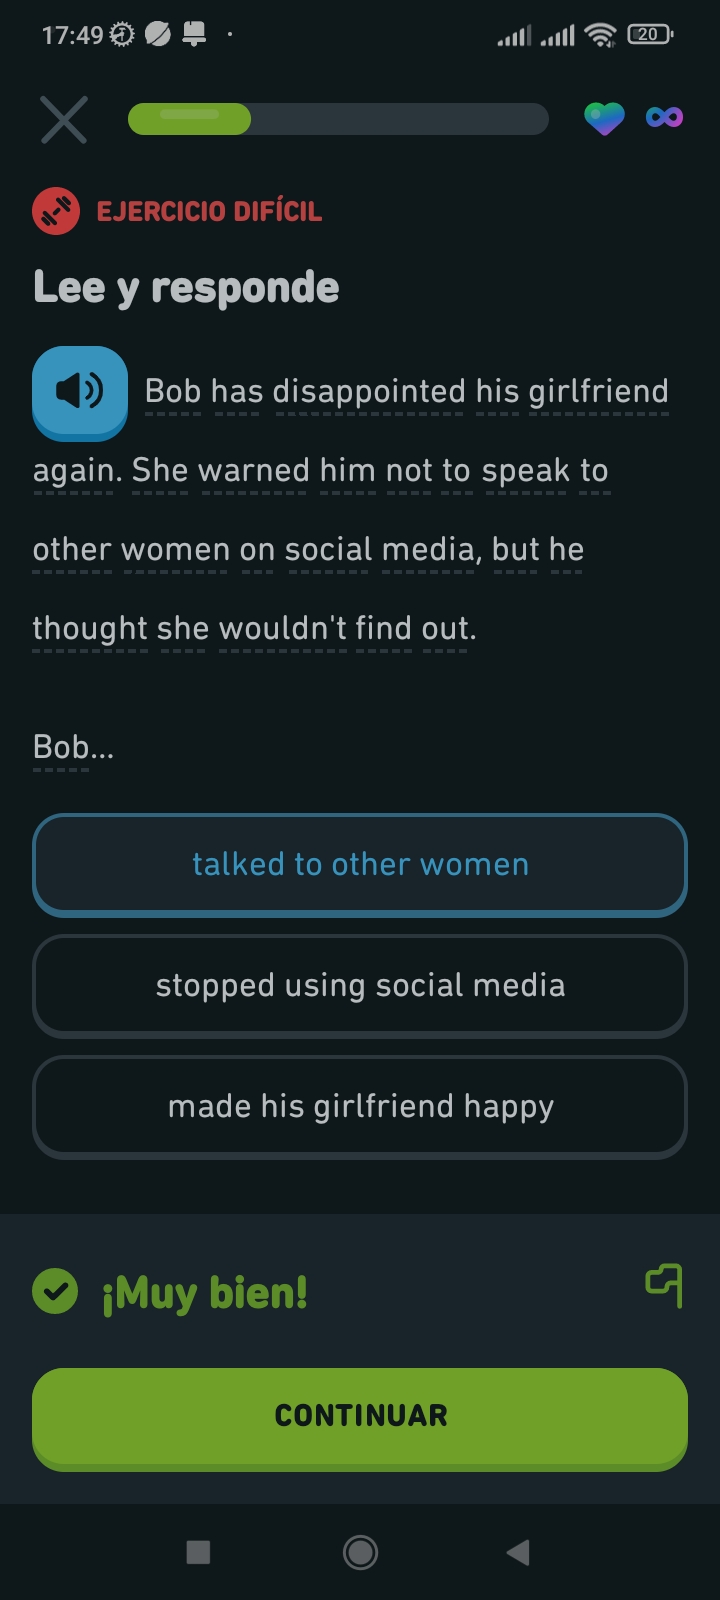 17:49
20
EJERCICIO DIFÍCIL
Lee y responde
Bob has disappointed his girlfriend
again. She warned him not to speak to
other women on social media, but he
thought she wouldn't find out.
Bob...
talked to other women
stopped using social media
made his girlfriend happy
¡Muy bien!
CONTINUAR